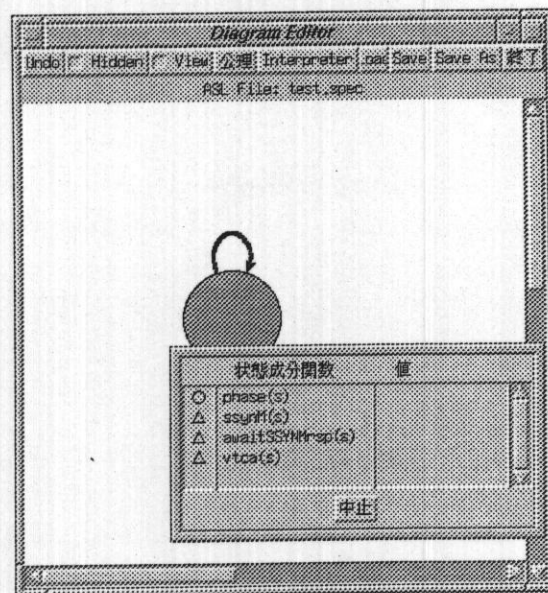 Diagram Editor
Undo Hidden View 公理 Interpreter Load Save Save As 終了
ASL File: test.spec
状態成分関数 値
○ phase(s)
△ ssynM(s)
△ awaitSSYNMrsp(s)
△ vtca(s)
中止